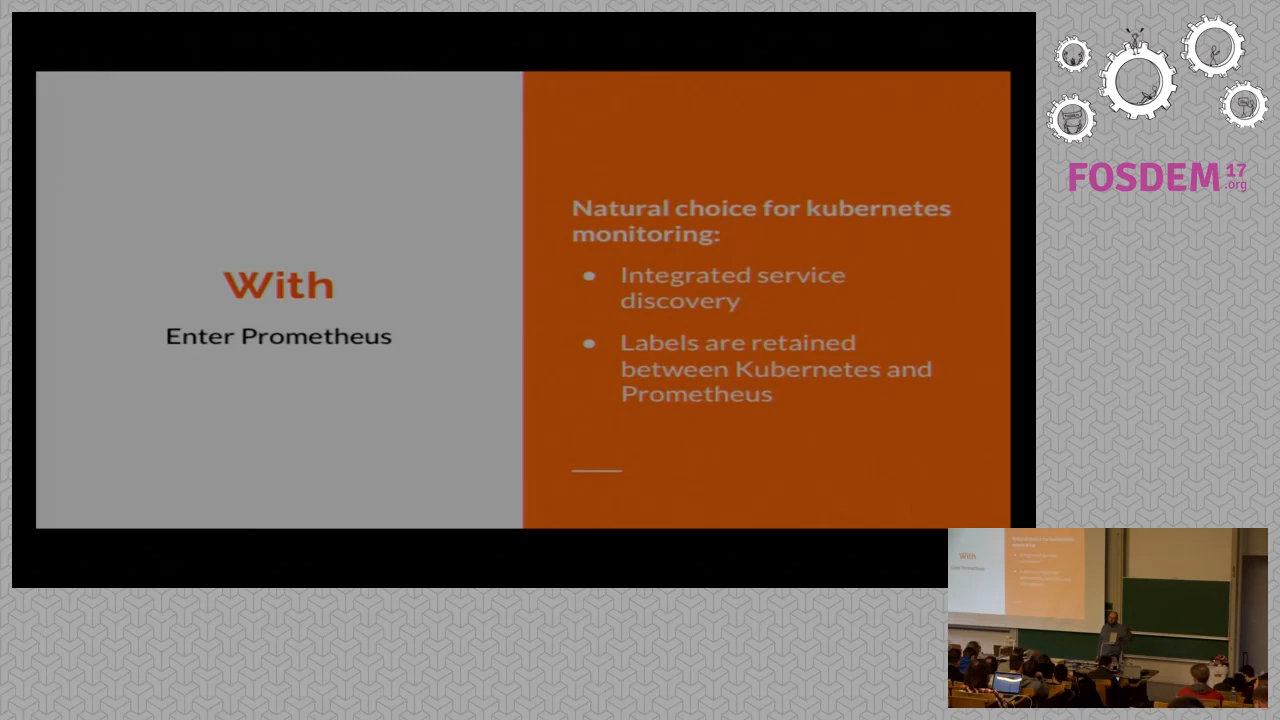 With
Enter Prometheus
Natural choice for kubernetes
monitoring:
● Integrated service
discovery
● Labels are retained
between Kubernetes and
Prometheus
FOSDEM 17
.org
With